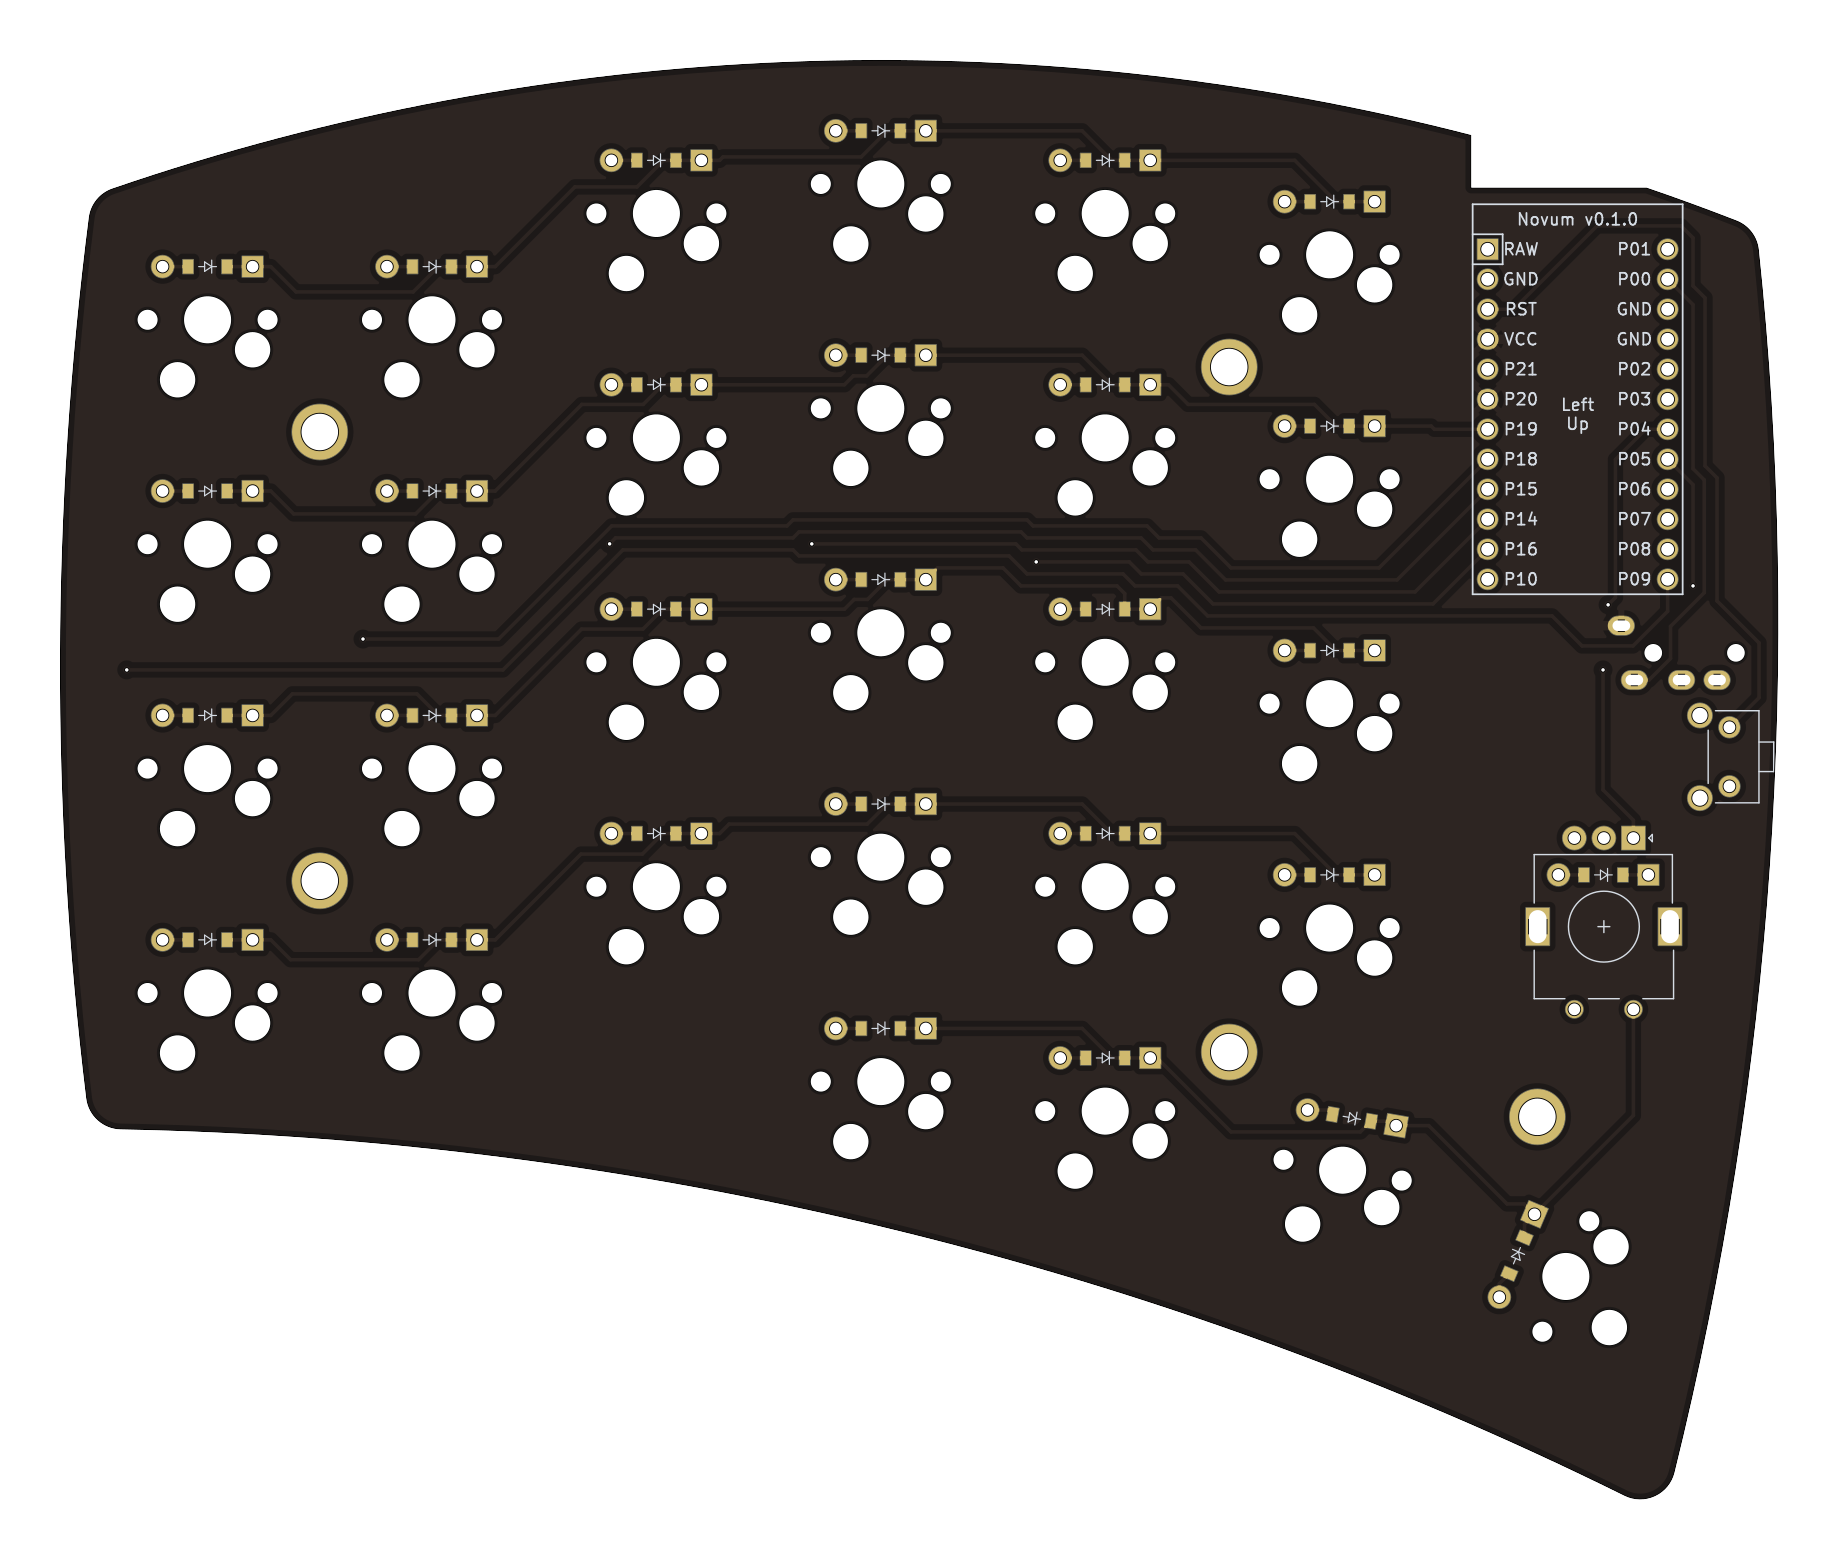 Novum v0.1.0
RAW P01
GND P00
RST GND
VCC GND
P21 P02
P20 Left P03
P19 Up P04
P18 P05
P15 P06
P14 P07
P16 P08
P10 P09